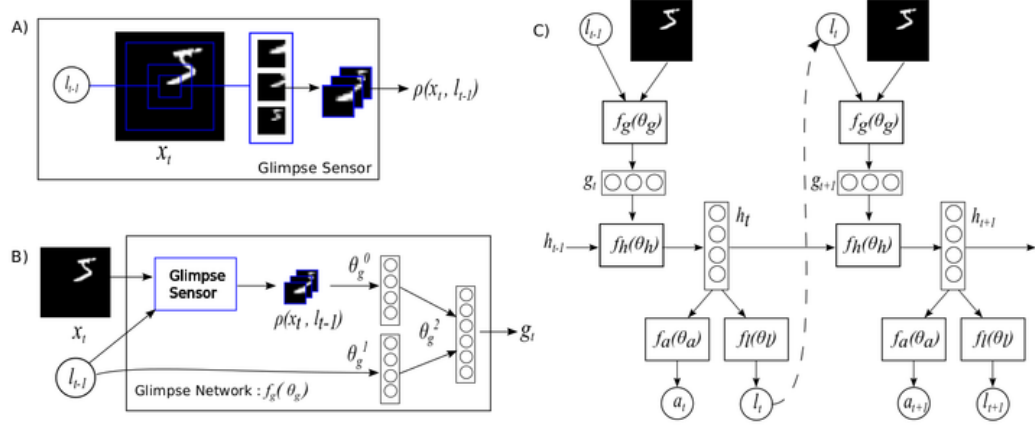 A)
l_{t-1}
x_t
ρ(x_t, l_{t-1})
Glimpse Sensor
B)
x_t
l_{t-1}
Glimpse
Sensor
ρ(x_t, l_{t-1})
θ_g^0
θ_g^1
θ_g^2
g_t
Glimpse Network : f_g(θ_g)
C)
l_{t-1}
l_t
f_g(θ_g)
f_g(θ_g)
g_t
g_{t+1}
h_{t-1}
f_h(θ_h)
h_t
f_h(θ_h)
h_{t+1}
f_a(θ_a)
f_l(θ_l)
f_a(θ_a)
f_l(θ_l)
a_t
l_t
a_{t+1}
l_{t+1}